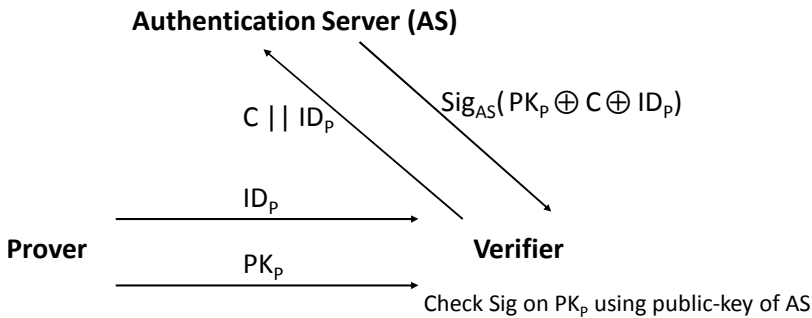 Authentication Server (AS)
C || ID_P
Sig_AS( PK_P ⊕ C ⊕ ID_P)
ID_P
Prover
Verifier
PK_P
Check Sig on PK_P using public-key of AS